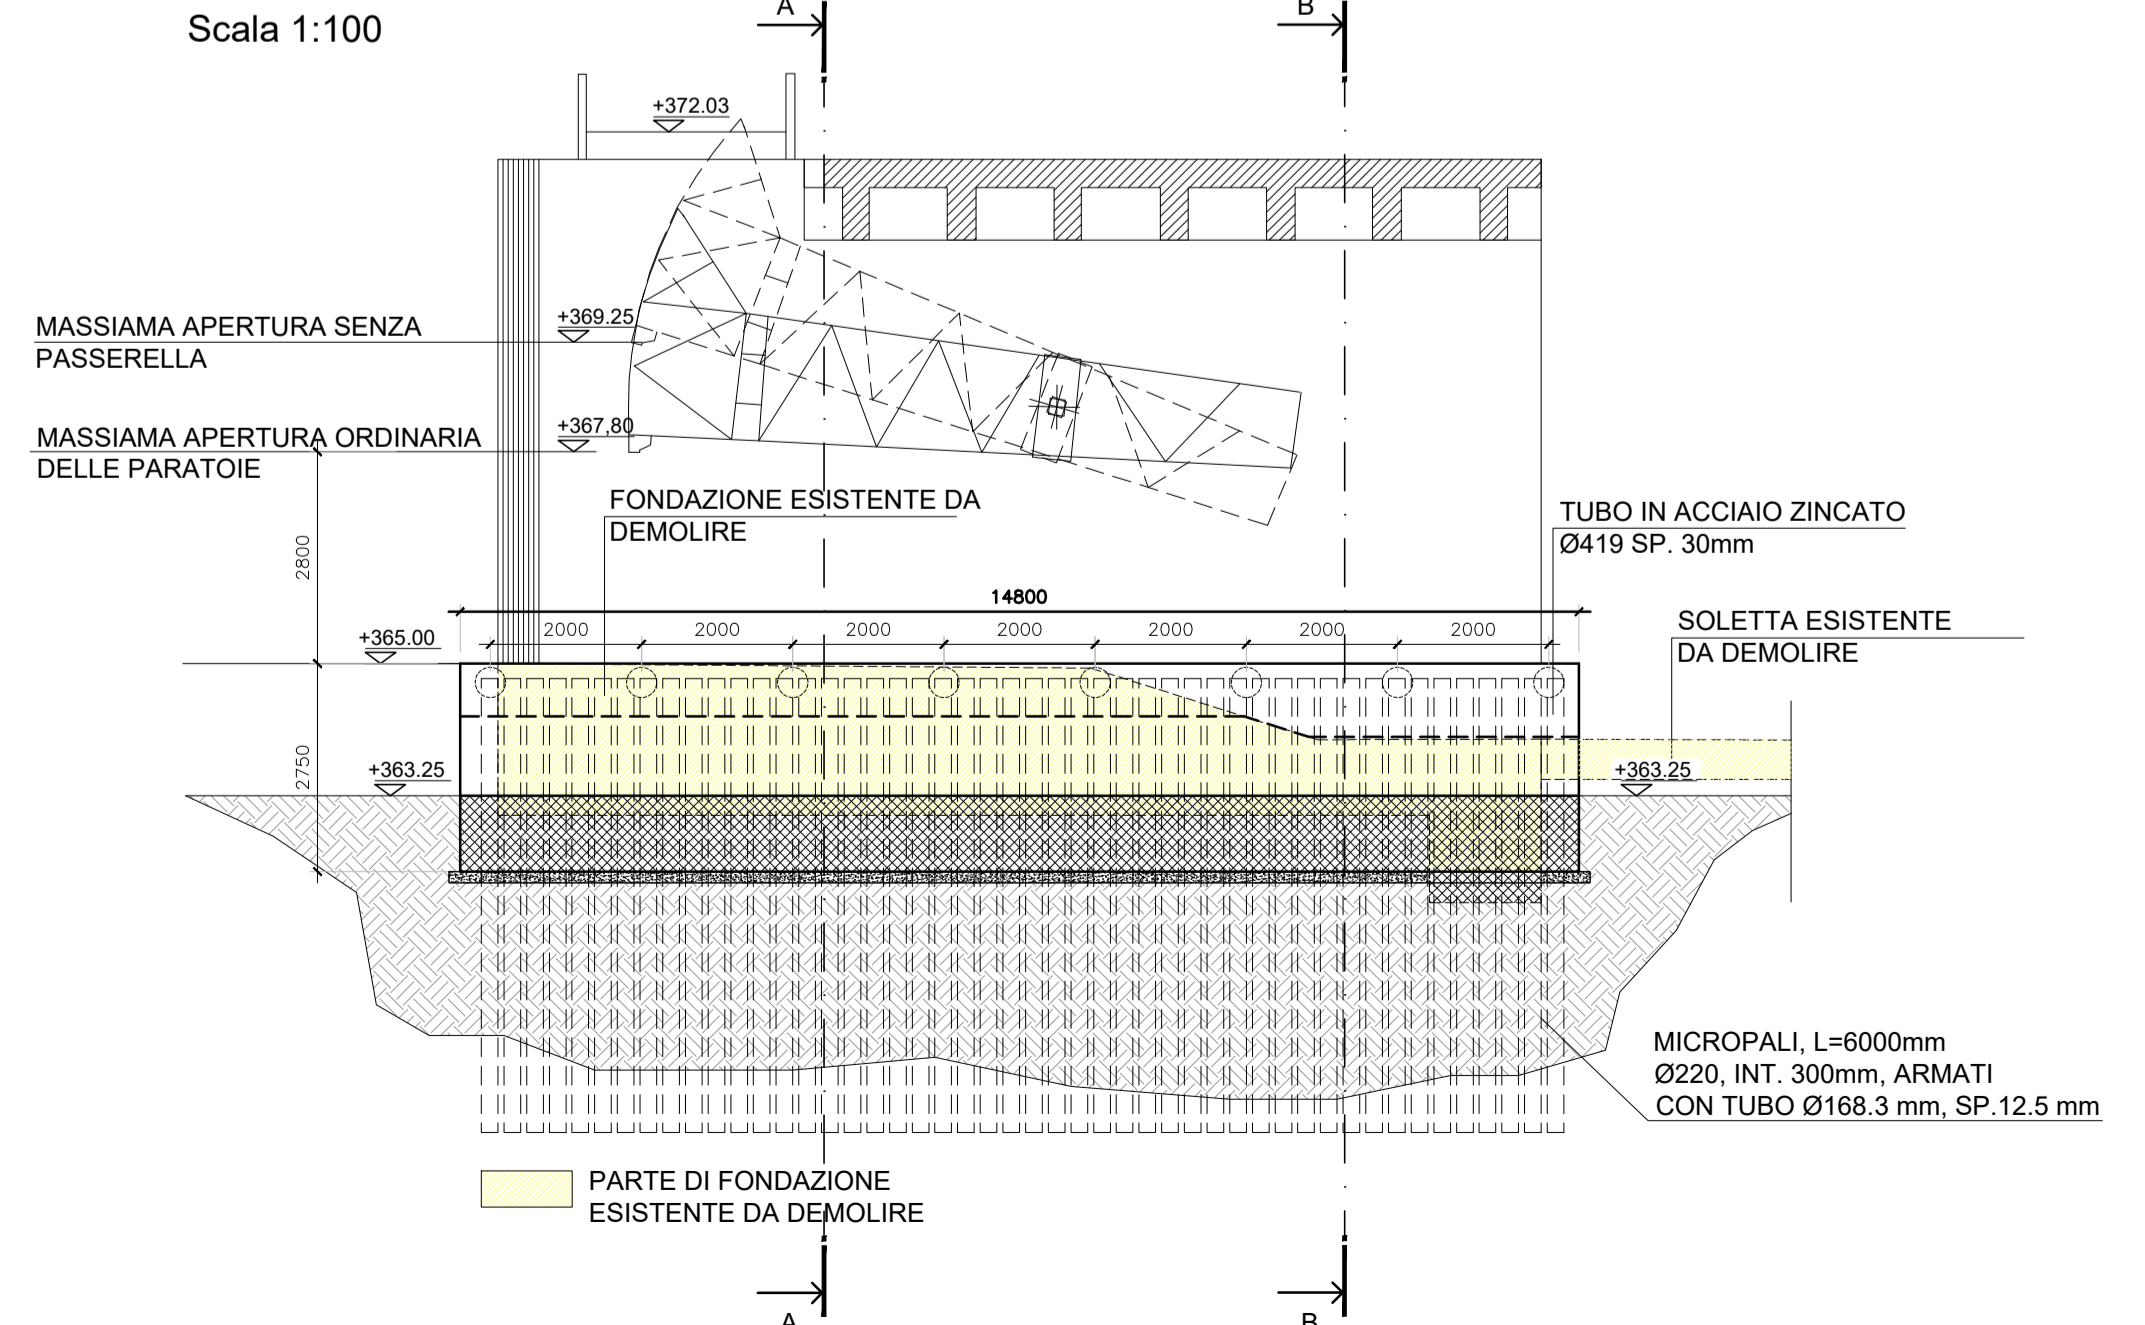 A
B
Scala 1:100
+372.03
+369.25
MASSIAMA APERTURA SENZA
PASSERELLA
+367,80
MASSIAMA APERTURA ORDINARIA
DELLE PARATOIE
FONDAZIONE ESISTENTE DA
DEMOLIRE
TUBO IN ACCIAIO ZINCATO
Ø419 SP. 30mm
2800
14800
SOLETTA ESISTENTE
DA DEMOLIRE
+365.00
2000
2000
2000
2000
2000
2000
2000
2750
+363.25
+363.25
MICROPALI, L=6000mm
Ø220, INT. 300mm, ARMATI
CON TUBO Ø168.3 mm, SP.12.5 mm
PARTE DI FONDAZIONE
ESISTENTE DA DEMOLIRE
A
B